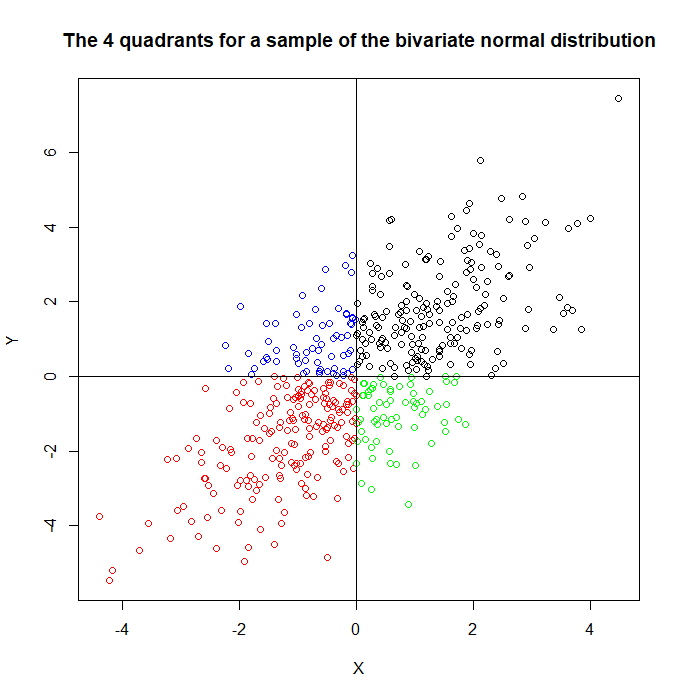 The 4 quadrants for a sample of the bivariate normal distribution
6
4
2
0
-2
-4
Y
-4 -2 0 2 4
X